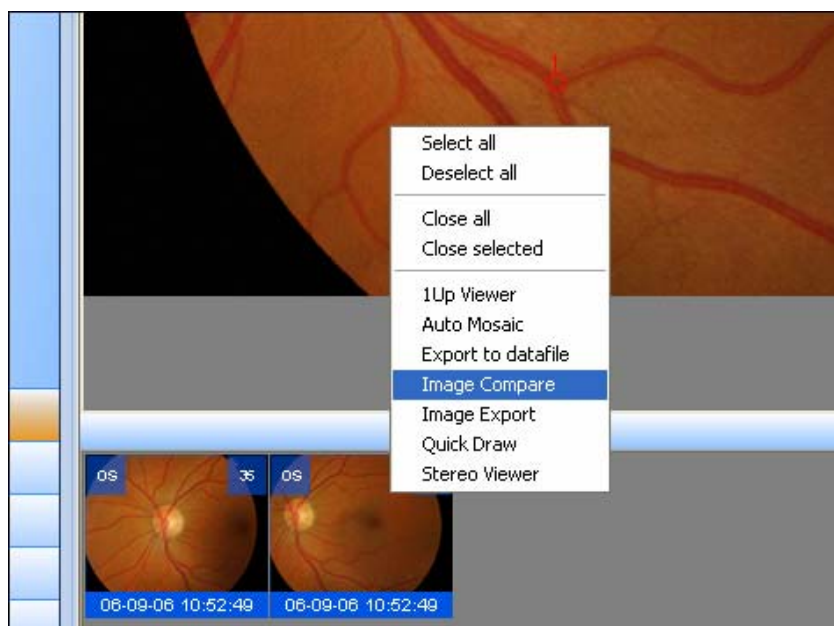 Select all
Deselect all
Close all
Close selected
1Up Viewer
Auto Mosaic
Export to datafile
Image Compare
Image Export
Quick Draw
Stereo Viewer
OS 35 OS
06-09-06 10:52:49 06-09-06 10:52:49